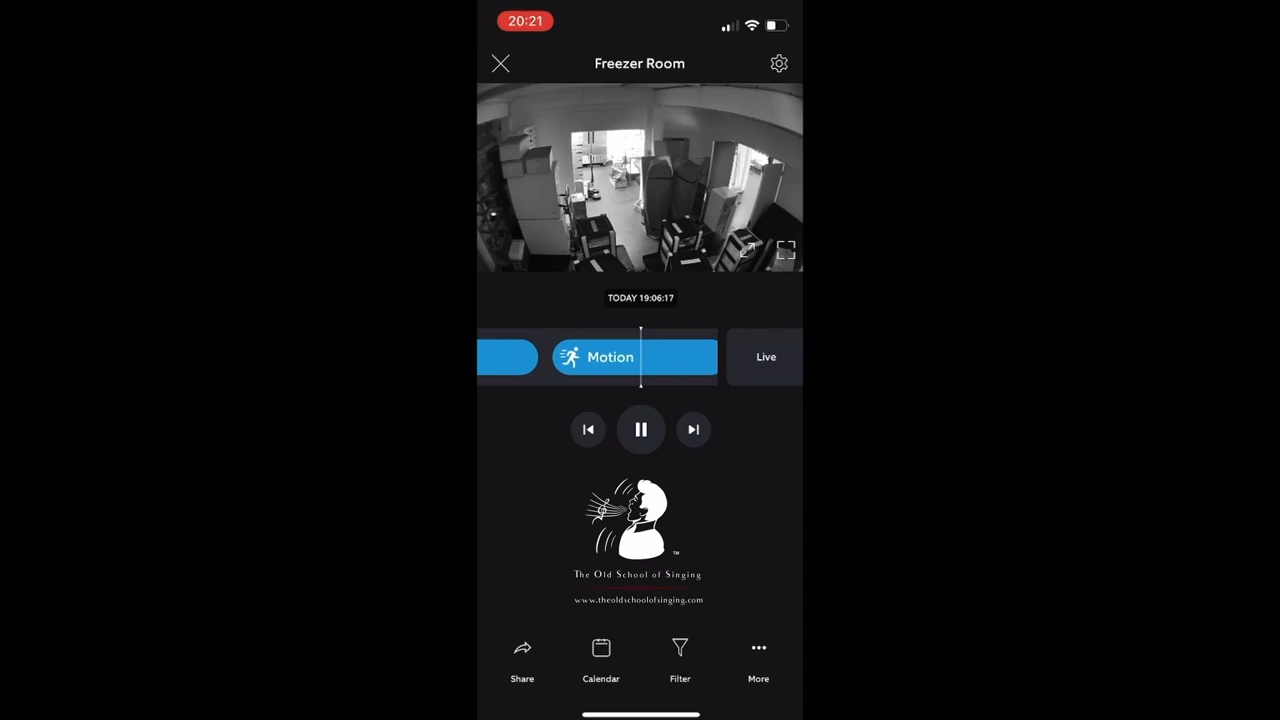 20:21
Freezer Room
TODAY 19:06:17
Motion
Live
The Old School of Singing
www.theoldschoolofsinging.com
TM
Share
Calendar
Filter
More